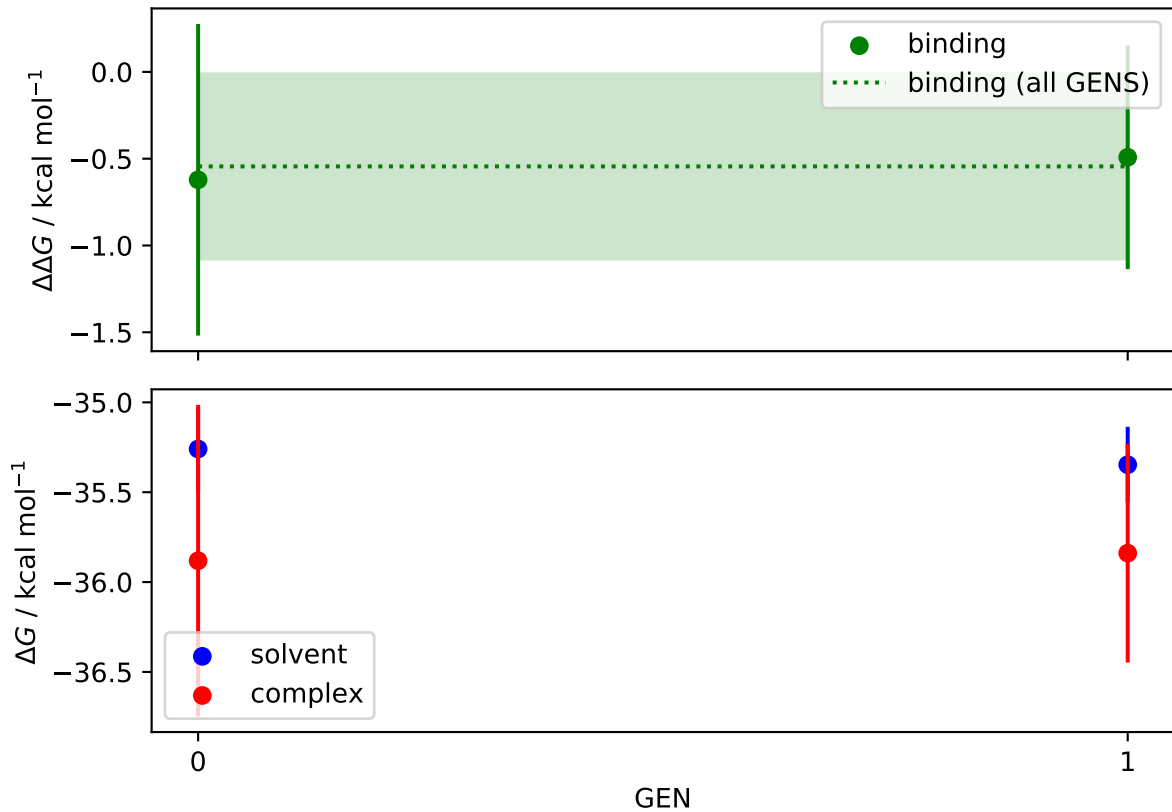 binding
binding (all GENS)
0.0
−0.5
−1.0
−1.5
ΔΔG / kcal mol⁻¹
−35.0
−35.5
−36.0
−36.5
ΔG / kcal mol⁻¹
solvent
complex
0
1
GEN